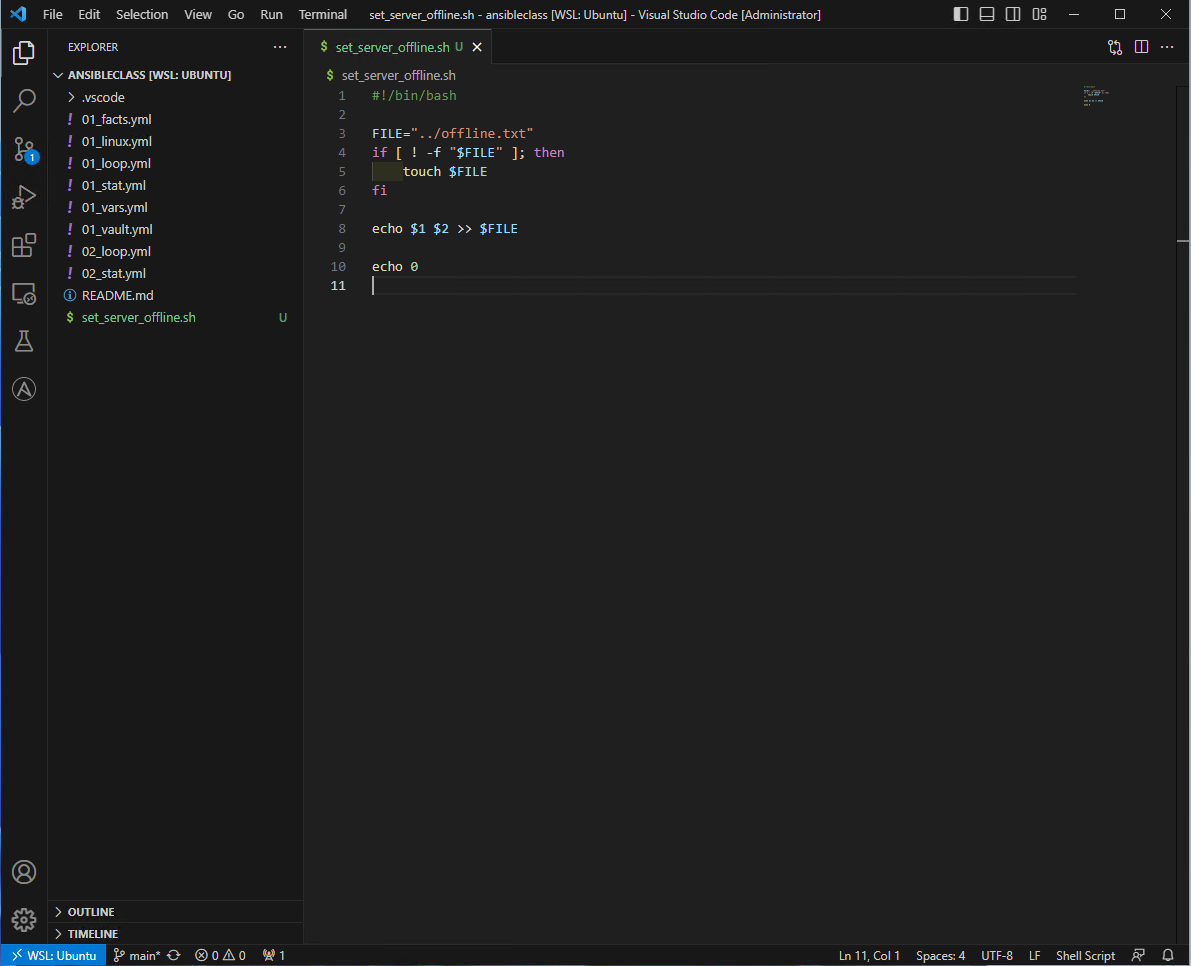 File Edit Selection View Go Run Terminal set_server_offline.sh - ansibleclass [WSL: Ubuntu] - Visual Studio Code [Administrator]
EXPLORER
ANSIBLECLASS [WSL: UBUNTU]
.vscode
! 01_facts.yml
! 01_linux.yml
! 01_loop.yml
! 01_stat.yml
! 01_vars.yml
! 01_vault.yml
! 02_loop.yml
! 02_stat.yml
README.md
$ set_server_offline.sh U
1
OUTLINE
TIMELINE
$ set_server_offline.sh U
$ set_server_offline.sh
1 #!/bin/bash
2
3 FILE="../offline.txt"
4 if [ ! -f "$FILE" ]; then
5 touch $FILE
6 fi
7
8 echo $1 $2 >> $FILE
9
10 echo 0
11
WSL: Ubuntu main* 0 0 1 Ln 11, Col 1 Spaces: 4 UTF-8 LF Shell Script